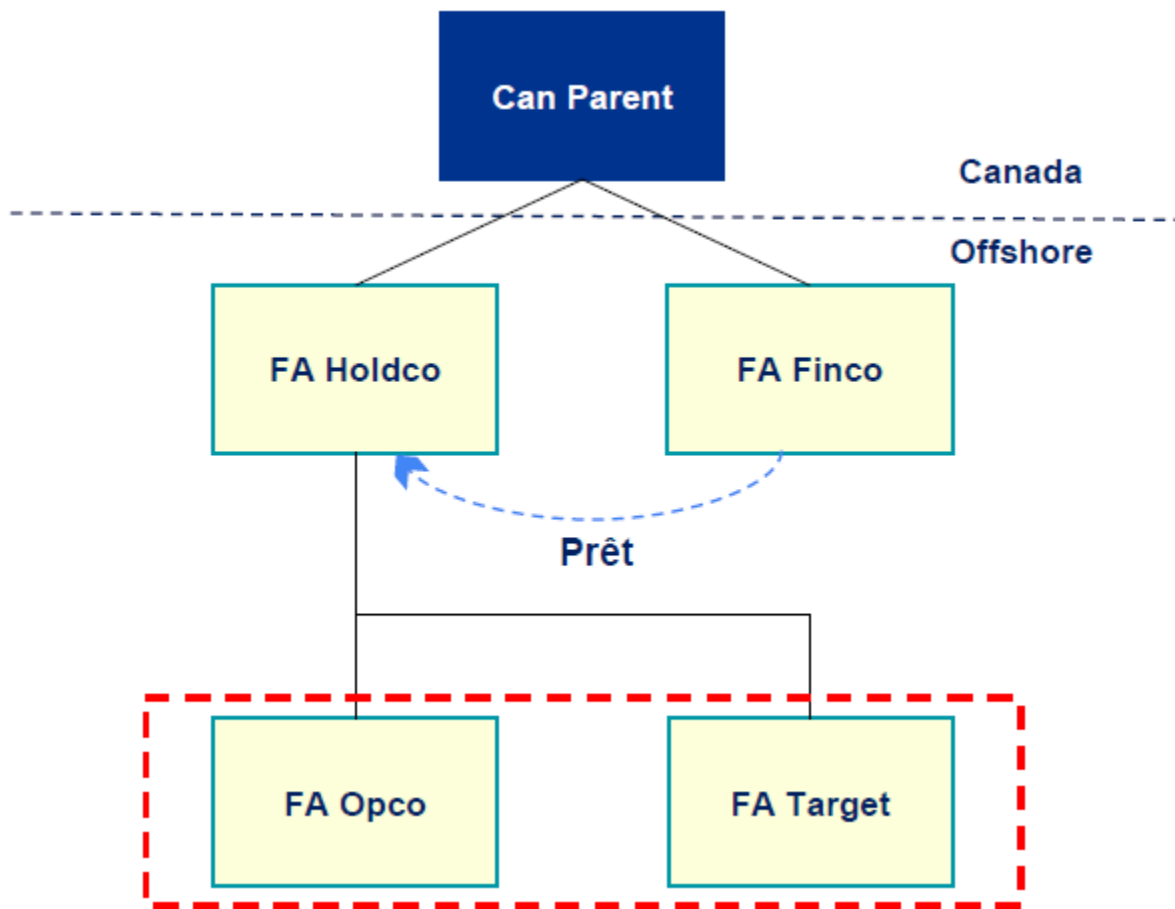 Can Parent
Canada
Offshore
FA Holdco
FA Finco
Prêt
FA Opco
FA Target